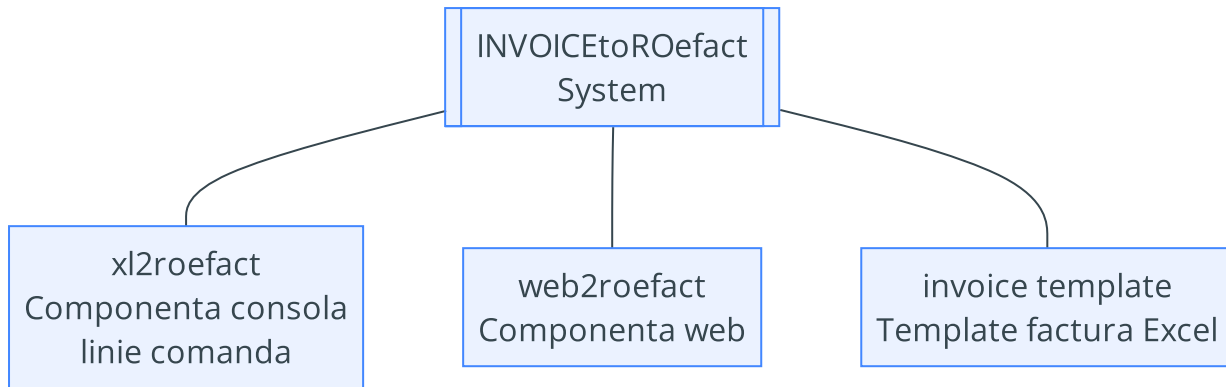 INVOICEtoROefact
System
xl2roefact
Componenta consola
linie comanda
web2roefact
Componenta web
invoice template
Template factura Excel